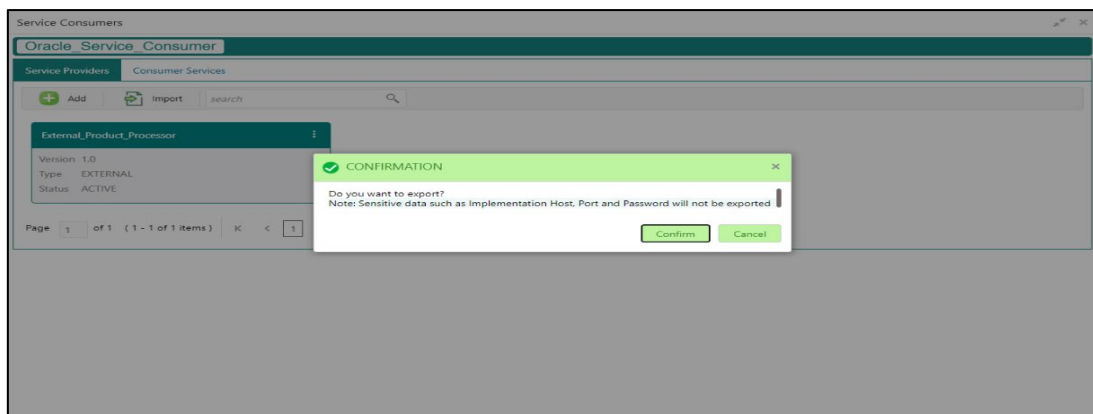 Service Consumers
Oracle_Service_Consumer
Service Providers Consumer Services
Add Import search
External_Product_Processor
Version 1.0
Type EXTERNAL
Status ACTIVE
Page 1 of 1 (1 - 1 of 1 items) K < 1
CONFIRMATION
Do you want to export?
Note: Sensitive data such as Implementation Host, Port and Password will not be exported
Confirm Cancel